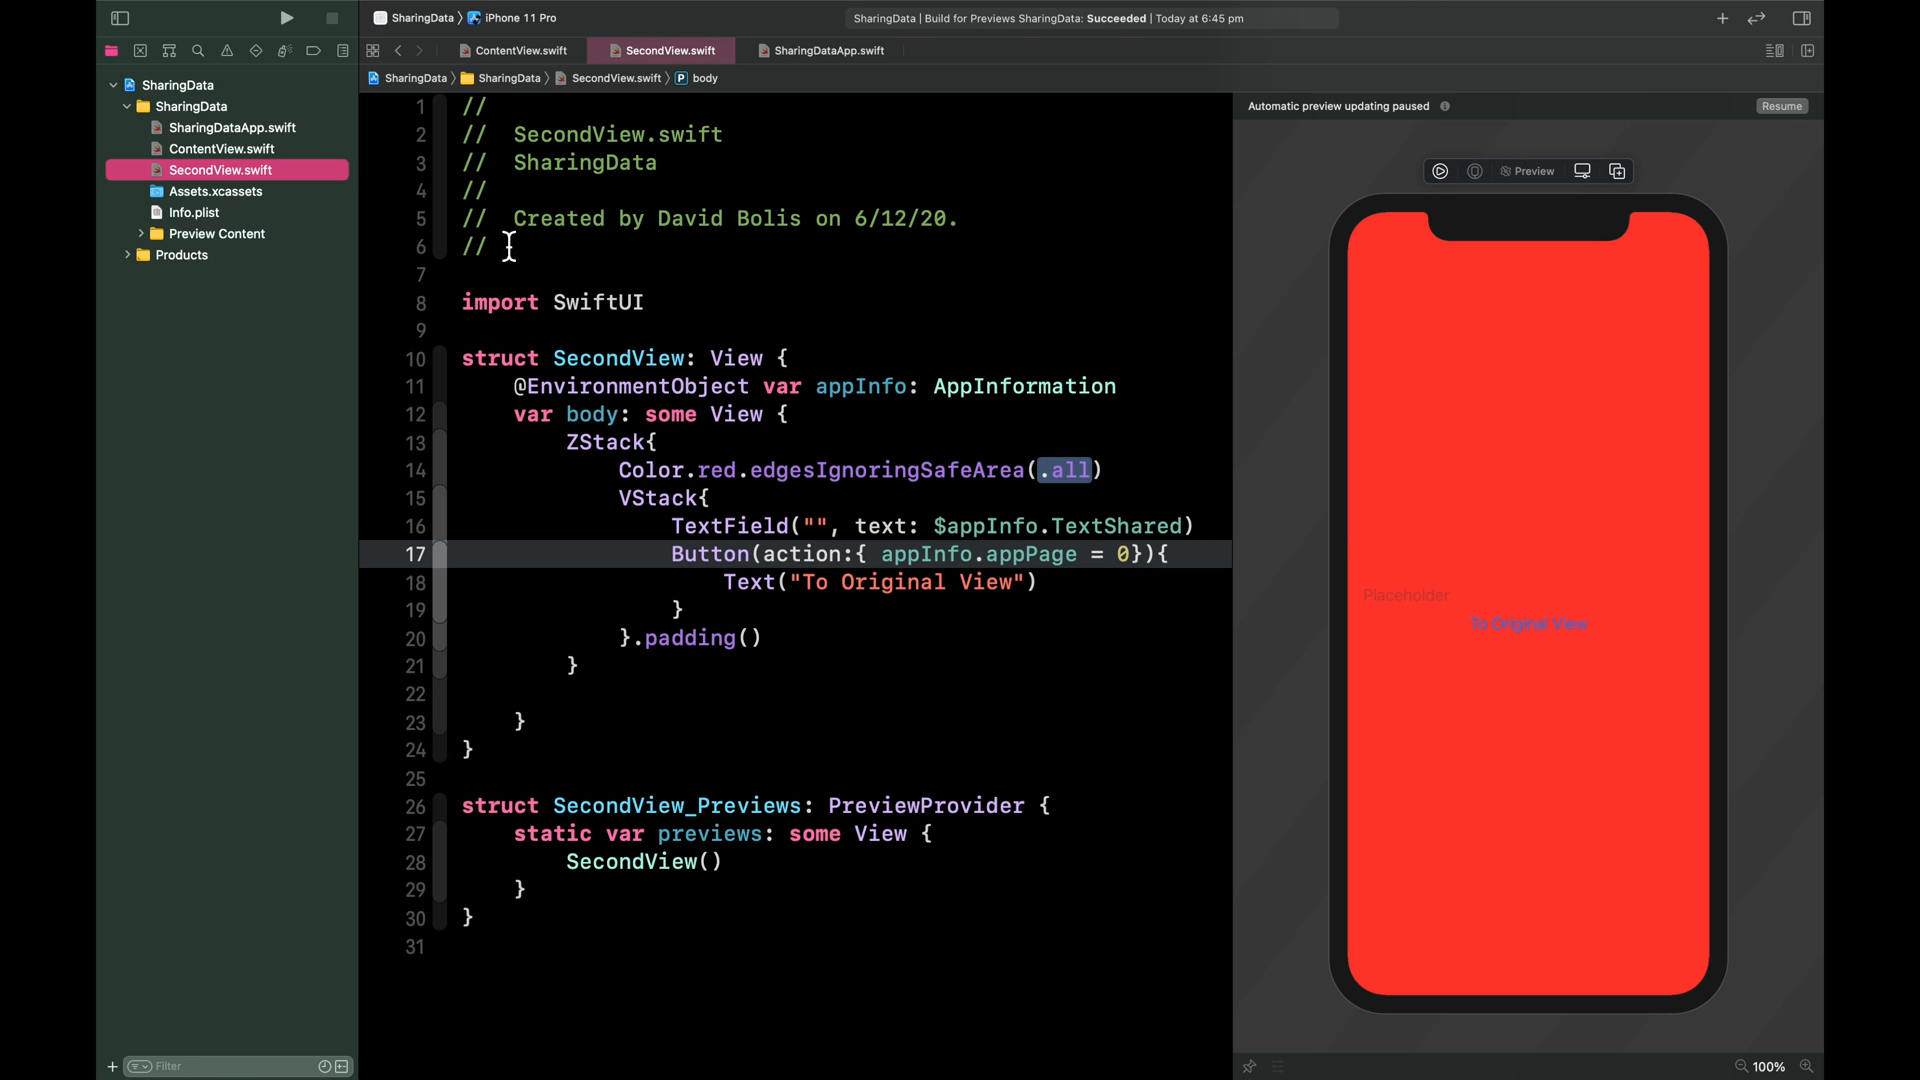 SharingData
iPhone 11 Pro
SharingData | Build for Previews SharingData: Succeeded | Today at 6:45 pm
ContentView.swift
SecondView.swift
SharingDataApp.swift
SharingData
SharingData
SecondView.swift
P body
SharingData
SharingData
SharingDataApp.swift
ContentView.swift
SecondView.swift
Assets.xcassets
Info.plist
Preview Content
Products
Filter
1 //
2 // SecondView.swift
3 // SharingData
4 //
5 // Created by David Bolis on 6/12/20.
6 //
7
8 import SwiftUI
9
10 struct SecondView: View {
11 @EnvironmentObject var appInfo: AppInformation
12 var body: some View {
13 ZStack{
14 Color.red.edgesIgnoringSafeArea(.all)
15 VStack{
16 TextField("", text: $appInfo.TextShared)
17 Button(action:{ appInfo.appPage = 0}){
18 Text("To Original View")
19 }
20 }.padding()
21 }
22
23 }
24 }
25
26 struct SecondView_Previews: PreviewProvider {
27 static var previews: some View {
28 SecondView()
29 }
30 }
31
Automatic preview updating paused
Resume
Preview
Placeholder
To Original View
100%